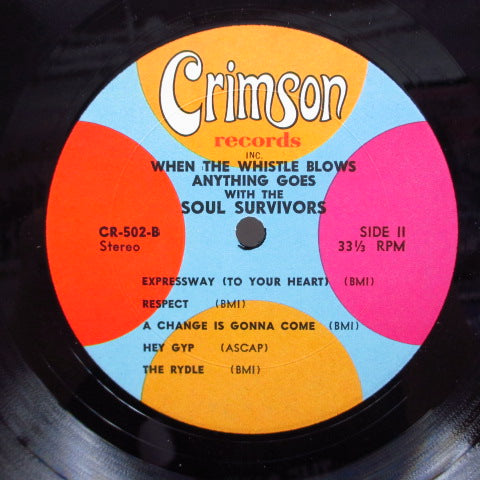 Crimson
records
INC.
WHEN THE WHISTLE BLOWS
ANYTHING GOES
WITH THE
SOUL SURVIVORS
CR-502-B
Stereo
SIDE II
33⅓ RPM
EXPRESSWAY (TO YOUR HEART) (BMI)
RESPECT (BMI)
A CHANGE IS GONNA COME (BMI)
HEY GYP (ASCAP)
THE RYDLE (BMI)